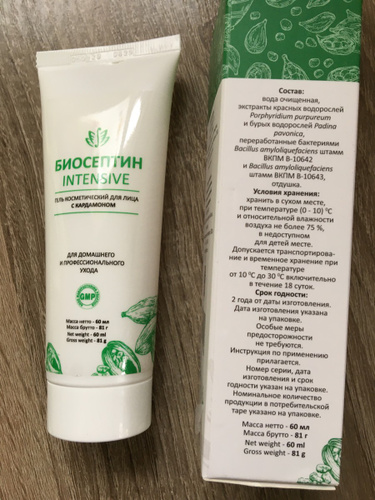 БИОСЕПТИН
INTENSIVE
ГЕЛЬ КОСМЕТИЧЕСКИЙ ДЛЯ ЛИЦА
С КАРДАМОНОМ
ДЛЯ ДОМАШНЕГО
И ПРОФЕССИОНАЛЬНОГО
УХОДА
GMP
Масса нетто - 60 мл
Масса брутто - 81 г
Net weight - 60 ml
Gross weight - 81 g
Состав:
вода очищенная,
экстракты красных водорослей
Porphyridium purpureum
и бурых водорослей Padina
pavonica,
переработанные бактериями
Bacillus amyloliquefaciens штамм
ВКПМ В-10642
и Bacillus amyloliquefaciens
штамм ВКПМ В-10643,
отдушка.
Условия хранения:
хранить в сухом месте,
при температуре (0 - 10) °С
и относительной влажности
воздуха не более 75 %,
в недоступном
для детей месте.
Допускается транспортирова-
ние и временное хранение при
температуре
от 10 °С до 30 °С включительно
в течение 18 суток.
Срок годности:
2 года от даты изготовления.
Дата изготовления указана
на упаковке.
Особые меры
предосторожности
не требуются.
Инструкция по применению
прилагается.
Номер серии, дата
изготовления и срок
годности указан на упаковке.
Номинальное количество
продукции в потребительской
таре указано на упаковке.
Масса нетто - 60 мл
Масса брутто - 81 г
Net weight - 60 ml
Gross weight - 81 g